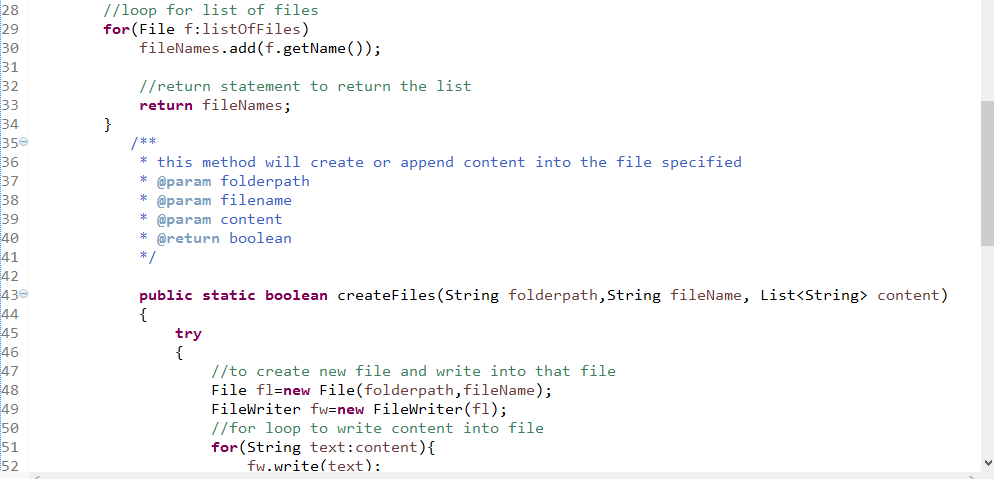 28 //loop for list of files
29 for(File f:listOfFiles)
30 fileNames.add(f.getName());
31
32 //return statement to return the list
33 return fileNames;
34 }
35 /**
36 * this method will create or append content into the file specified
37 * @param folderpath
38 * @param filename
39 * @param content
40 * @return boolean
41 */
42
43 public static boolean createFiles(String folderpath,String fileName, List<String> content)
44 {
45 try
46 {
47 //to create new file and write into that file
48 File fl=new File(folderpath,fileName);
49 FileWriter fw=new FileWriter(fl);
50 //for loop to write content into file
51 for(String text:content){
52 fw.write(text);